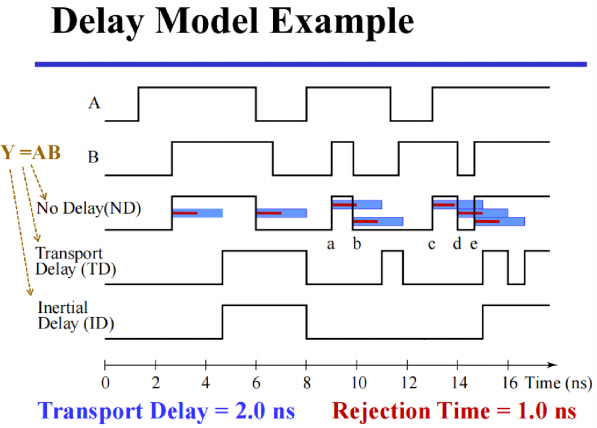 Delay Model Example
A
Y =AB
B
No Delay(ND)
a b c d e
Transport
Delay (TD)
Inertial
Delay (ID)
0 2 4 6 8 10 12 14 16 Time (ns)
Transport Delay = 2.0 ns Rejection Time = 1.0 ns